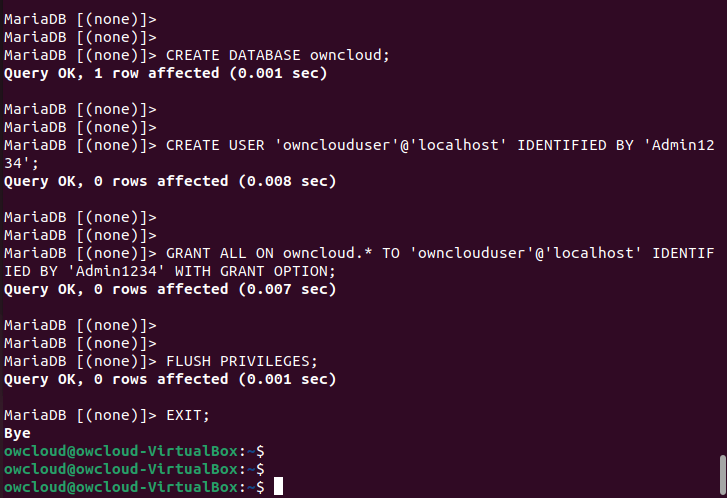 MariaDB [(none)]>
MariaDB [(none)]>
MariaDB [(none)]> CREATE DATABASE owncloud;
Query OK, 1 row affected (0.001 sec)
MariaDB [(none)]>
MariaDB [(none)]>
MariaDB [(none)]> CREATE USER 'ownclouduser'@'localhost' IDENTIFIED BY 'Admin12
34';
Query OK, 0 rows affected (0.008 sec)
MariaDB [(none)]>
MariaDB [(none)]>
MariaDB [(none)]> GRANT ALL ON owncloud.* TO 'ownclouduser'@'localhost' IDENTIF
IED BY 'Admin1234' WITH GRANT OPTION;
Query OK, 0 rows affected (0.007 sec)
MariaDB [(none)]>
MariaDB [(none)]>
MariaDB [(none)]> FLUSH PRIVILEGES;
Query OK, 0 rows affected (0.001 sec)
MariaDB [(none)]> EXIT;
Bye
owcloud@owcloud-VirtualBox:~$
owcloud@owcloud-VirtualBox:~$
owcloud@owcloud-VirtualBox:~$